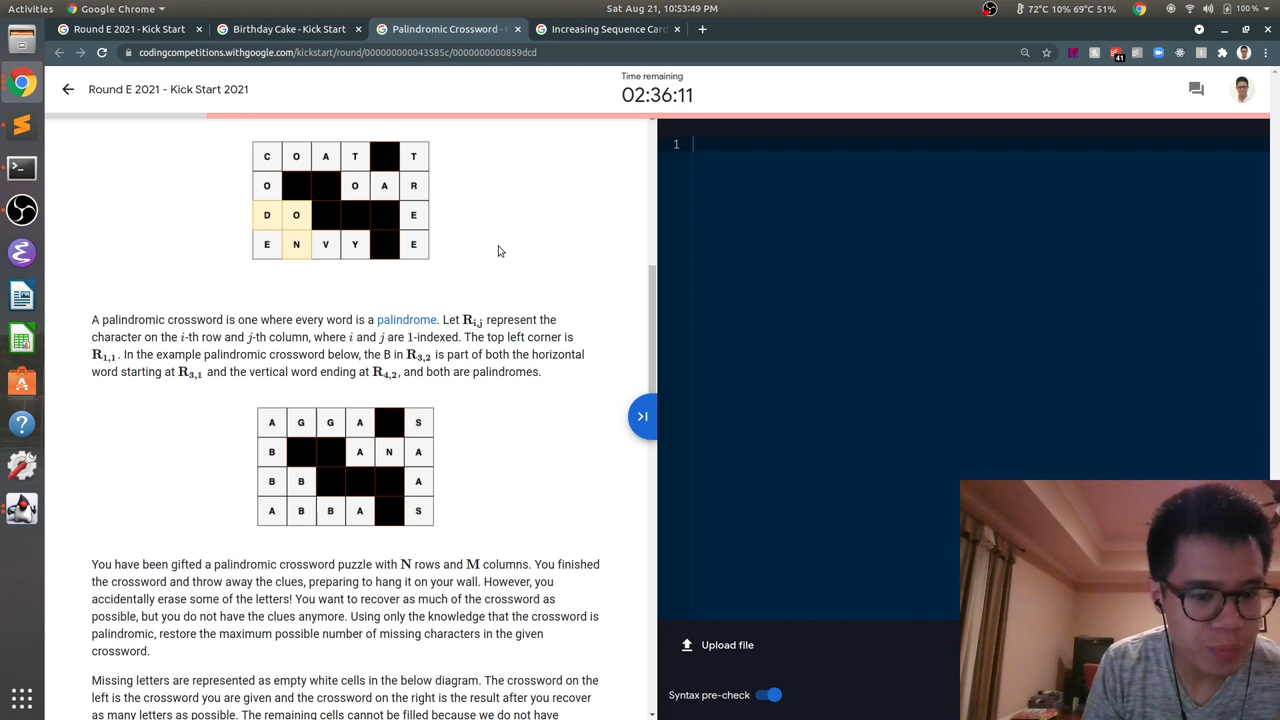 Activities
Google Chrome
Sat Aug 21, 10:53:49 PM
72°C 10% 69°C 51%
100 %
Round E 2021 - Kick Start
Birthday Cake - Kick Start
Palindromic Crossword -
Increasing Sequence Car
codingcompetitions.withgoogle.com/kickstart/round/000000000043585c/0000000000859dcd
41
Round E 2021 - Kick Start 2021
Time remaining
02:36:11
C O A T T
O O A R
D O E
E N V Y E
A palindromic crossword is one where every word is a palindrome. Let Ri,j represent the
character on the i-th row and j-th column, where i and j are 1-indexed. The top left corner is
R1,1. In the example palindromic crossword below, the B in R3,2 is part of both the horizontal
word starting at R3,1 and the vertical word ending at R4,2, and both are palindromes.
A G G A S
B A N A
B B A
A B B A S
You have been gifted a palindromic crossword puzzle with N rows and M columns. You finished
the crossword and throw away the clues, preparing to hang it on your wall. However, you
accidentally erase some of the letters! You want to recover as much of the crossword as
possible, but you do not have the clues anymore. Using only the knowledge that the crossword is
palindromic, restore the maximum possible number of missing characters in the given
crossword.
Missing letters are represented as empty white cells in the below diagram. The crossword on the
left is the crossword you are given and the crossword on the right is the result after you recover
as many letters as possible. The remaining cells cannot be filled because we do not have
1
Upload file
Syntax pre-check